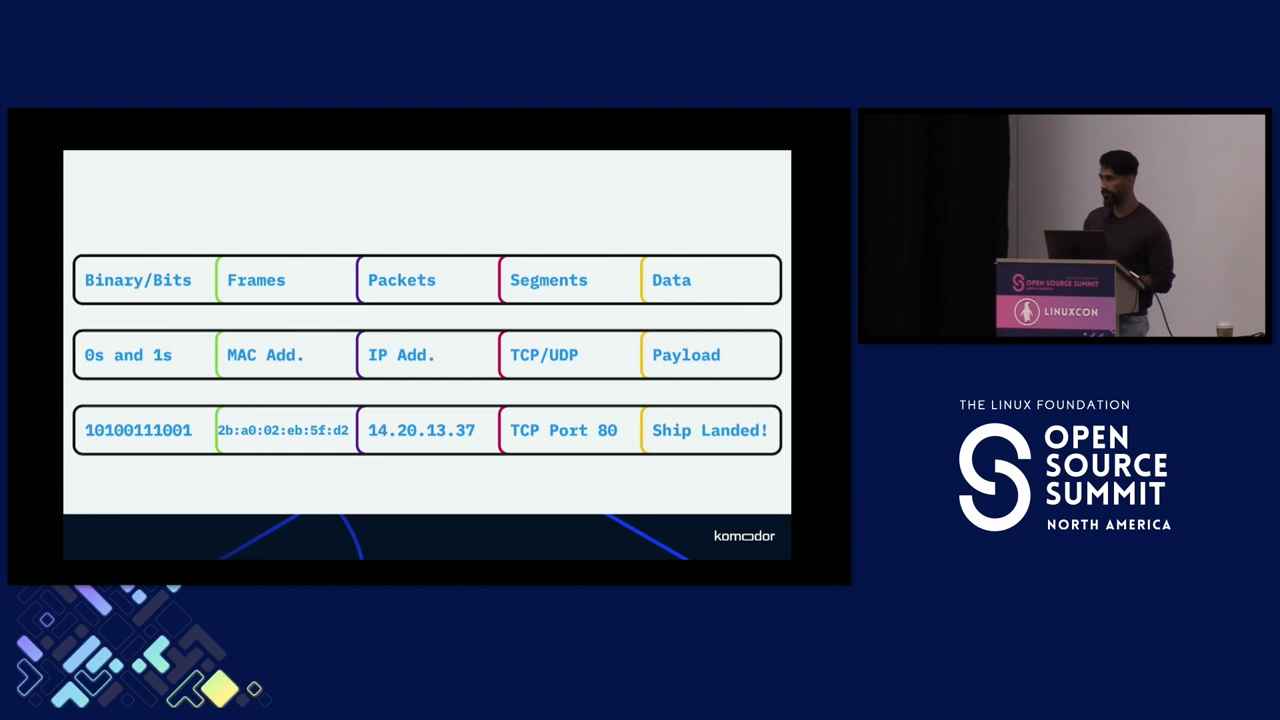 Binary/Bits Frames Packets Segments Data
0s and 1s MAC Add. IP Add. TCP/UDP Payload
10100111001 2b:a0:02:eb:5f:d2 14.20.13.37 TCP Port 80 Ship Landed!
komodor
OPEN SOURCE SUMMIT
LINUXCON
THE LINUX FOUNDATION
OPEN
SOURCE
SUMMIT
NORTH AMERICA